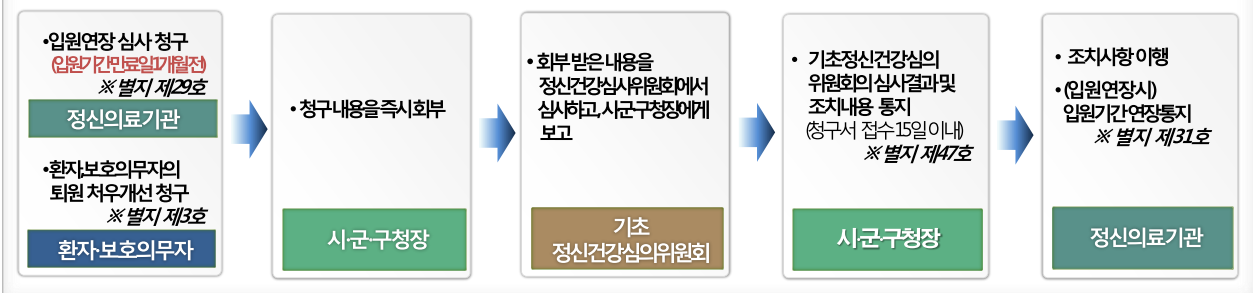 •입원연장 심사 청구
(입원기간만료일1개월전)
※ 별지 제29호
정신의료기관
•환자,보호의무자의
퇴원 처우개선 청구
※ 별지 제3호
환자·보호의무자
• 청구 내용을 즉시 회부
시·군·구청장
• 회부 받은 내용을
정신건강심사위원회에서
심사하고, 시·군구청장에게
보고
기초
정신건강심의위원회
• 기초정신건강심의
위원회의 심사결과 및
조치내용 통지
(청구서 접수 15일 이내)
※ 별지 제47호
시·군·구청장
• 조치사항 이행
• (입원 연장시)
입원기간 연장통지
※ 별지 제31호
정신의료기관